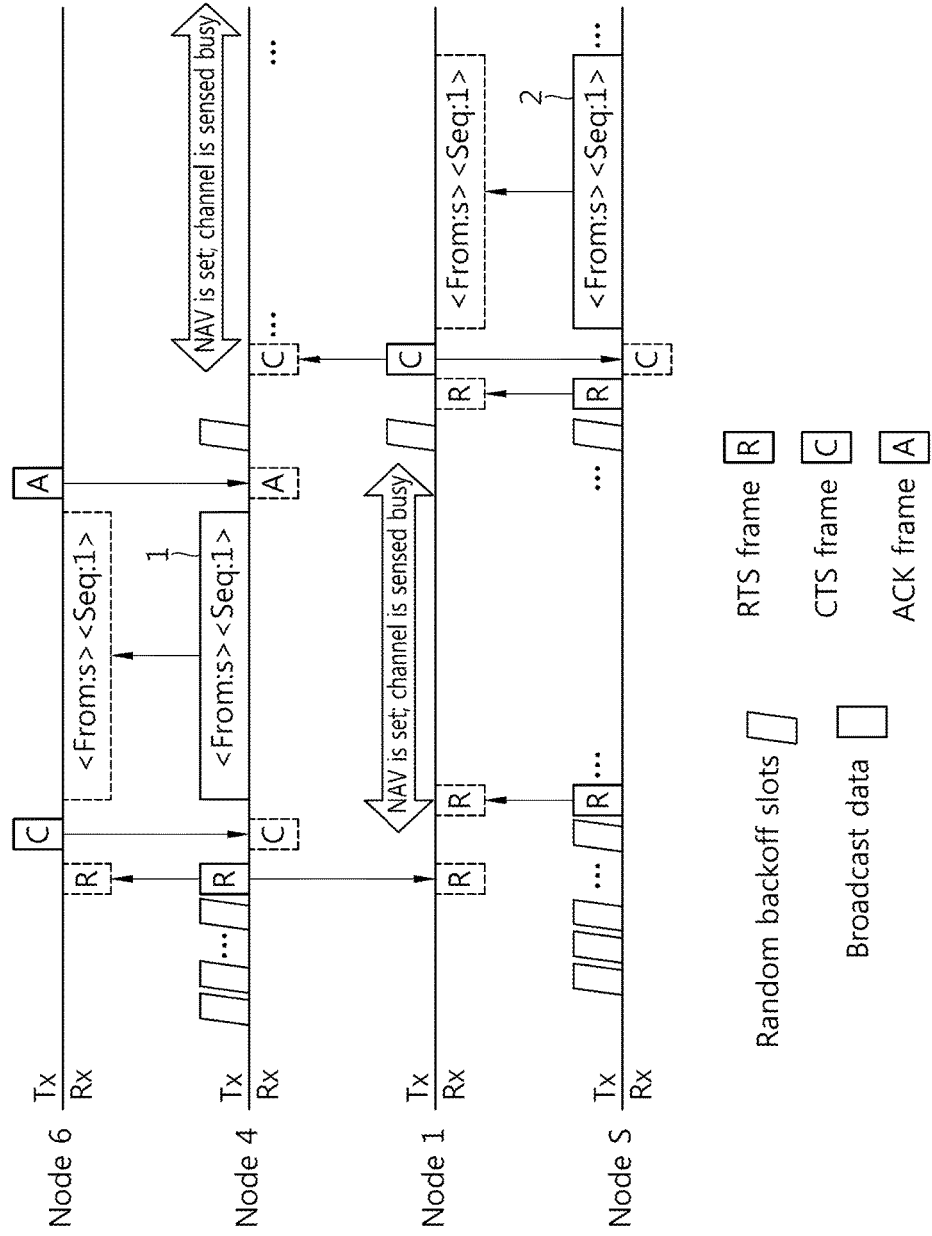 C
A
Node 6
Tx
Rx
R
<From:s> <Seq:1>
1
Node 4
Tx
Rx
...
R
<From:s> <Seq:1>
NAV is set; channel is sensed busy
C
A
C
...
...
Node 1
Tx
Rx
NAV is set; channel is sensed busy
C
R
R
R
<From:s> <Seq:1>
2
Node S
Tx
Rx
...
R
...
...
R
<From:s> <Seq:1>
...
C
Random backoff slots
RTS frame
R
Broadcast data
CTS frame
C
ACK frame
A